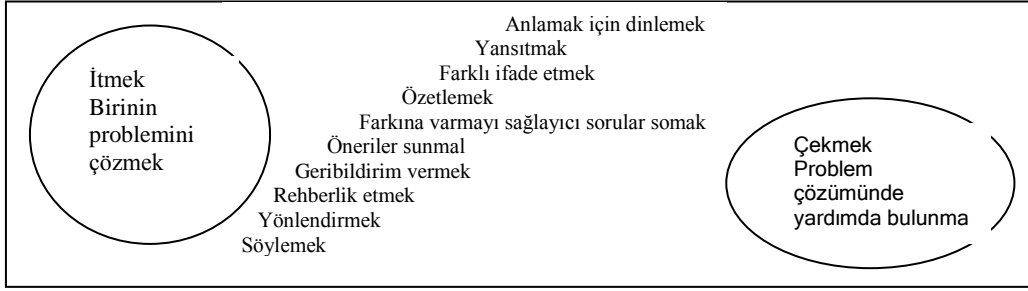 Anlamak için dinlemek
Yansıtmak
Farklı ifade etmek
Özetlemek
Farkına varmayı sağlayıcı sorular somak
Öneriler sunmal
Geribildirim vermek
Rehberlik etmek
Yönlendirmek
Söylemek
İtmek
Birinin
problemini
çözmek
Çekmek
Problem
çözümünde
yardımda bulunma